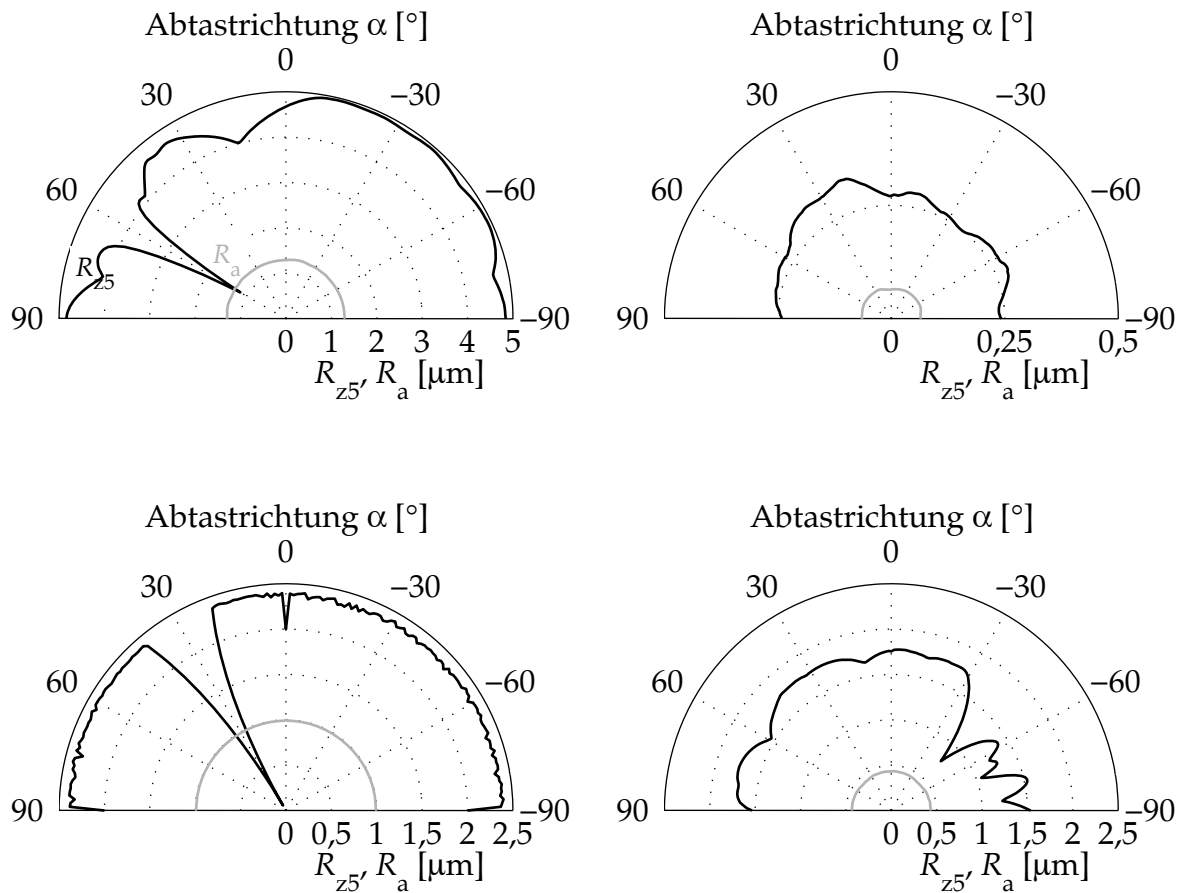 Abtastrichtung α [°]
0
30
–30
60
–60
90
–90
R_z5
R_a
0 1 2 3 4 5
R_z5, R_a [μm]
Abtastrichtung α [°]
0
30
–30
60
–60
90
–90
0 0,25 0,5
R_z5, R_a [μm]
Abtastrichtung α [°]
0
30
–30
60
–60
90
–90
0 0,5 1 1,5 2 2,5
R_z5, R_a [μm]
Abtastrichtung α [°]
0
30
–30
60
–60
90
–90
0 0,5 1 1,5 2 2,5
R_z5, R_a [μm]